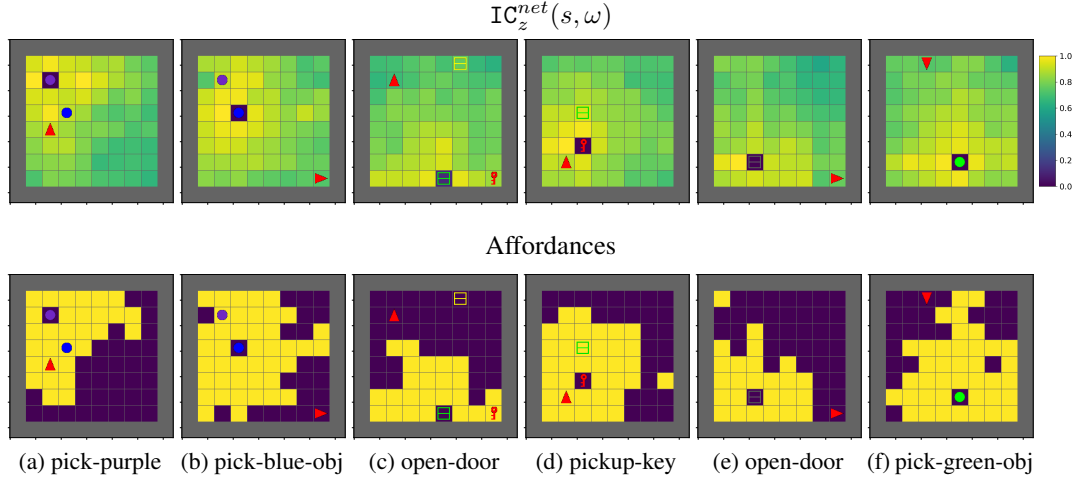 IC_z^{net}(s, ω)
1.0
0.8
0.6
0.4
0.2
0.0
Affordances
(a) pick-purple (b) pick-blue-obj (c) open-door (d) pickup-key (e) open-door (f) pick-green-obj